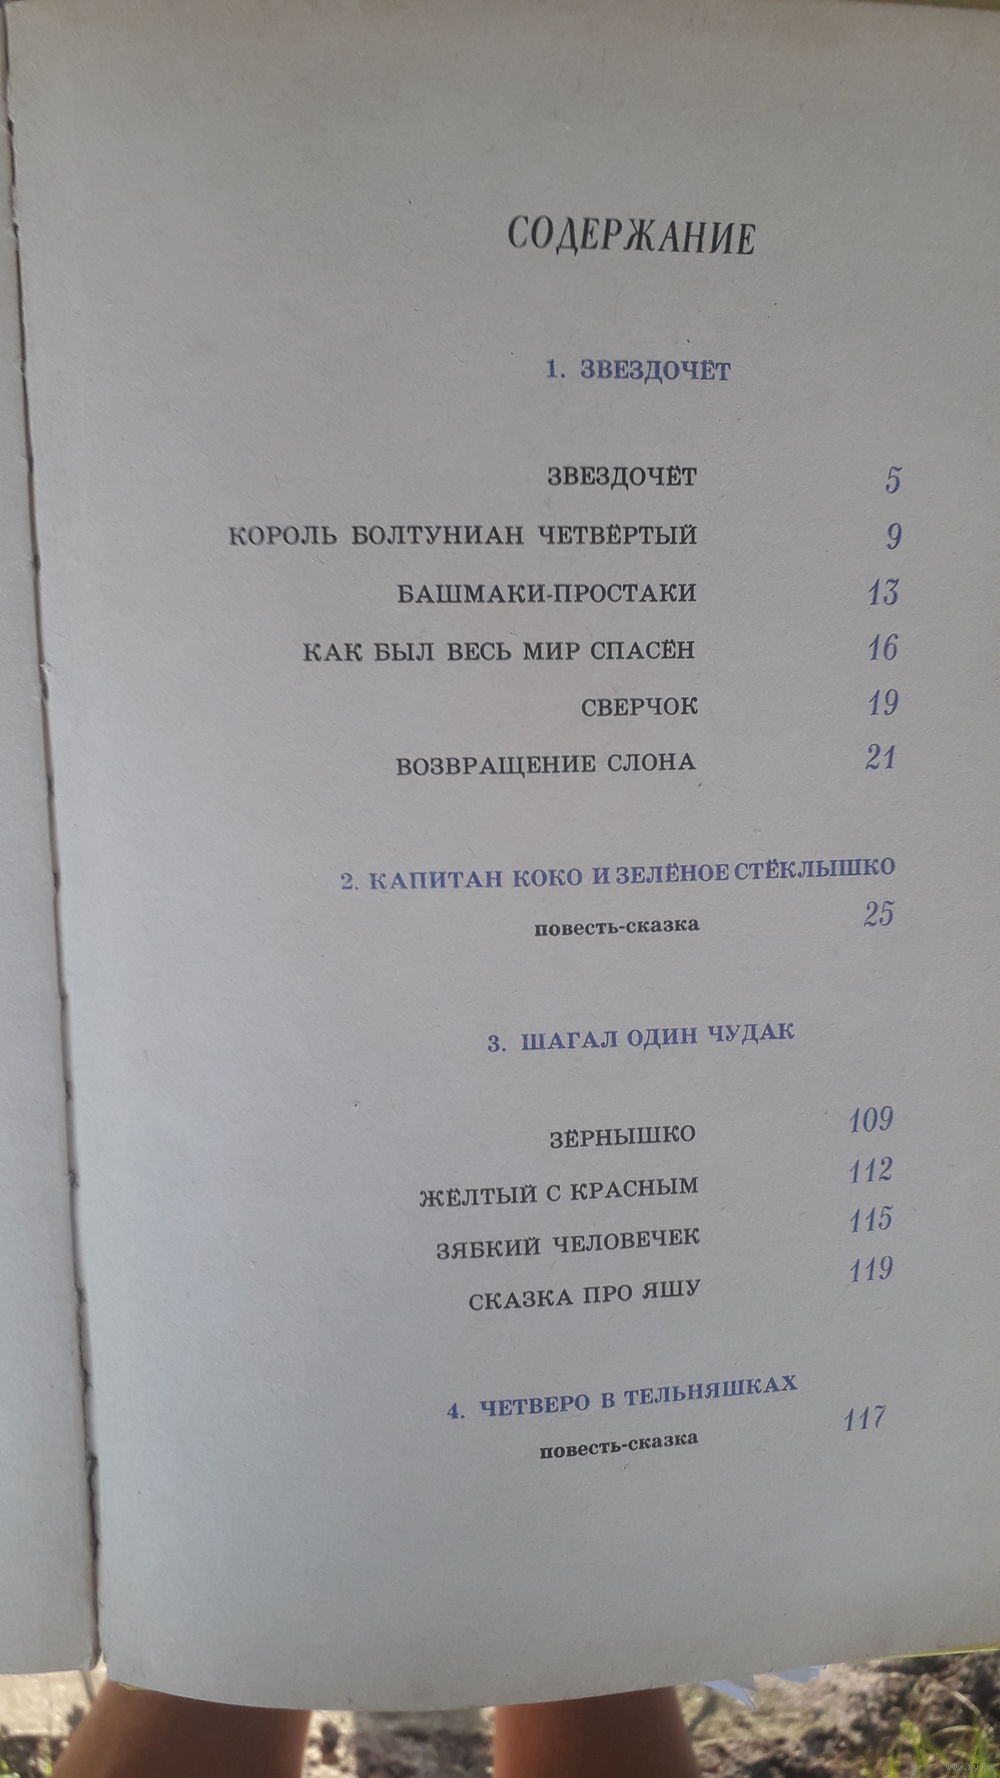 СОДЕРЖАНИЕ
1. ЗВЕЗДОЧЁТ
ЗВЕЗДОЧЁТ 5
КОРОЛЬ БОЛТУНИАН ЧЕТВЁРТЫЙ 9
БАШМАКИ-ПРОСТАКИ 13
КАК БЫЛ ВЕСЬ МИР СПАСЁН 16
СВЕРЧОК 19
ВОЗВРАЩЕНИЕ СЛОНА 21
2. КАПИТАН КОКО И ЗЕЛЁНОЕ СТЁКЛЫШКО
повесть-сказка 25
3. ШАГАЛ ОДИН ЧУДАК
ЗЁРНЫШКО 109
ЖЁЛТЫЙ С КРАСНЫМ 112
ЗЯБКИЙ ЧЕЛОВЕЧЕК 115
СКАЗКА ПРО ЯШУ 119
4. ЧЕТВЕРО В ТЕЛЬНЯШКАХ
повесть-сказка 117